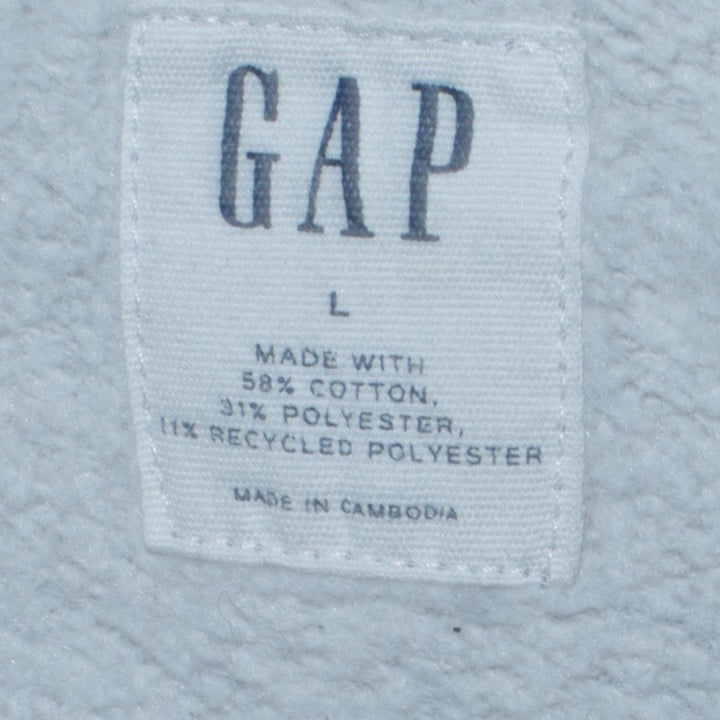 GAP
L
MADE WITH
58% COTTON,
31% POLYESTER,
11% RECYCLED POLYESTER
MADE IN CAMBODIA